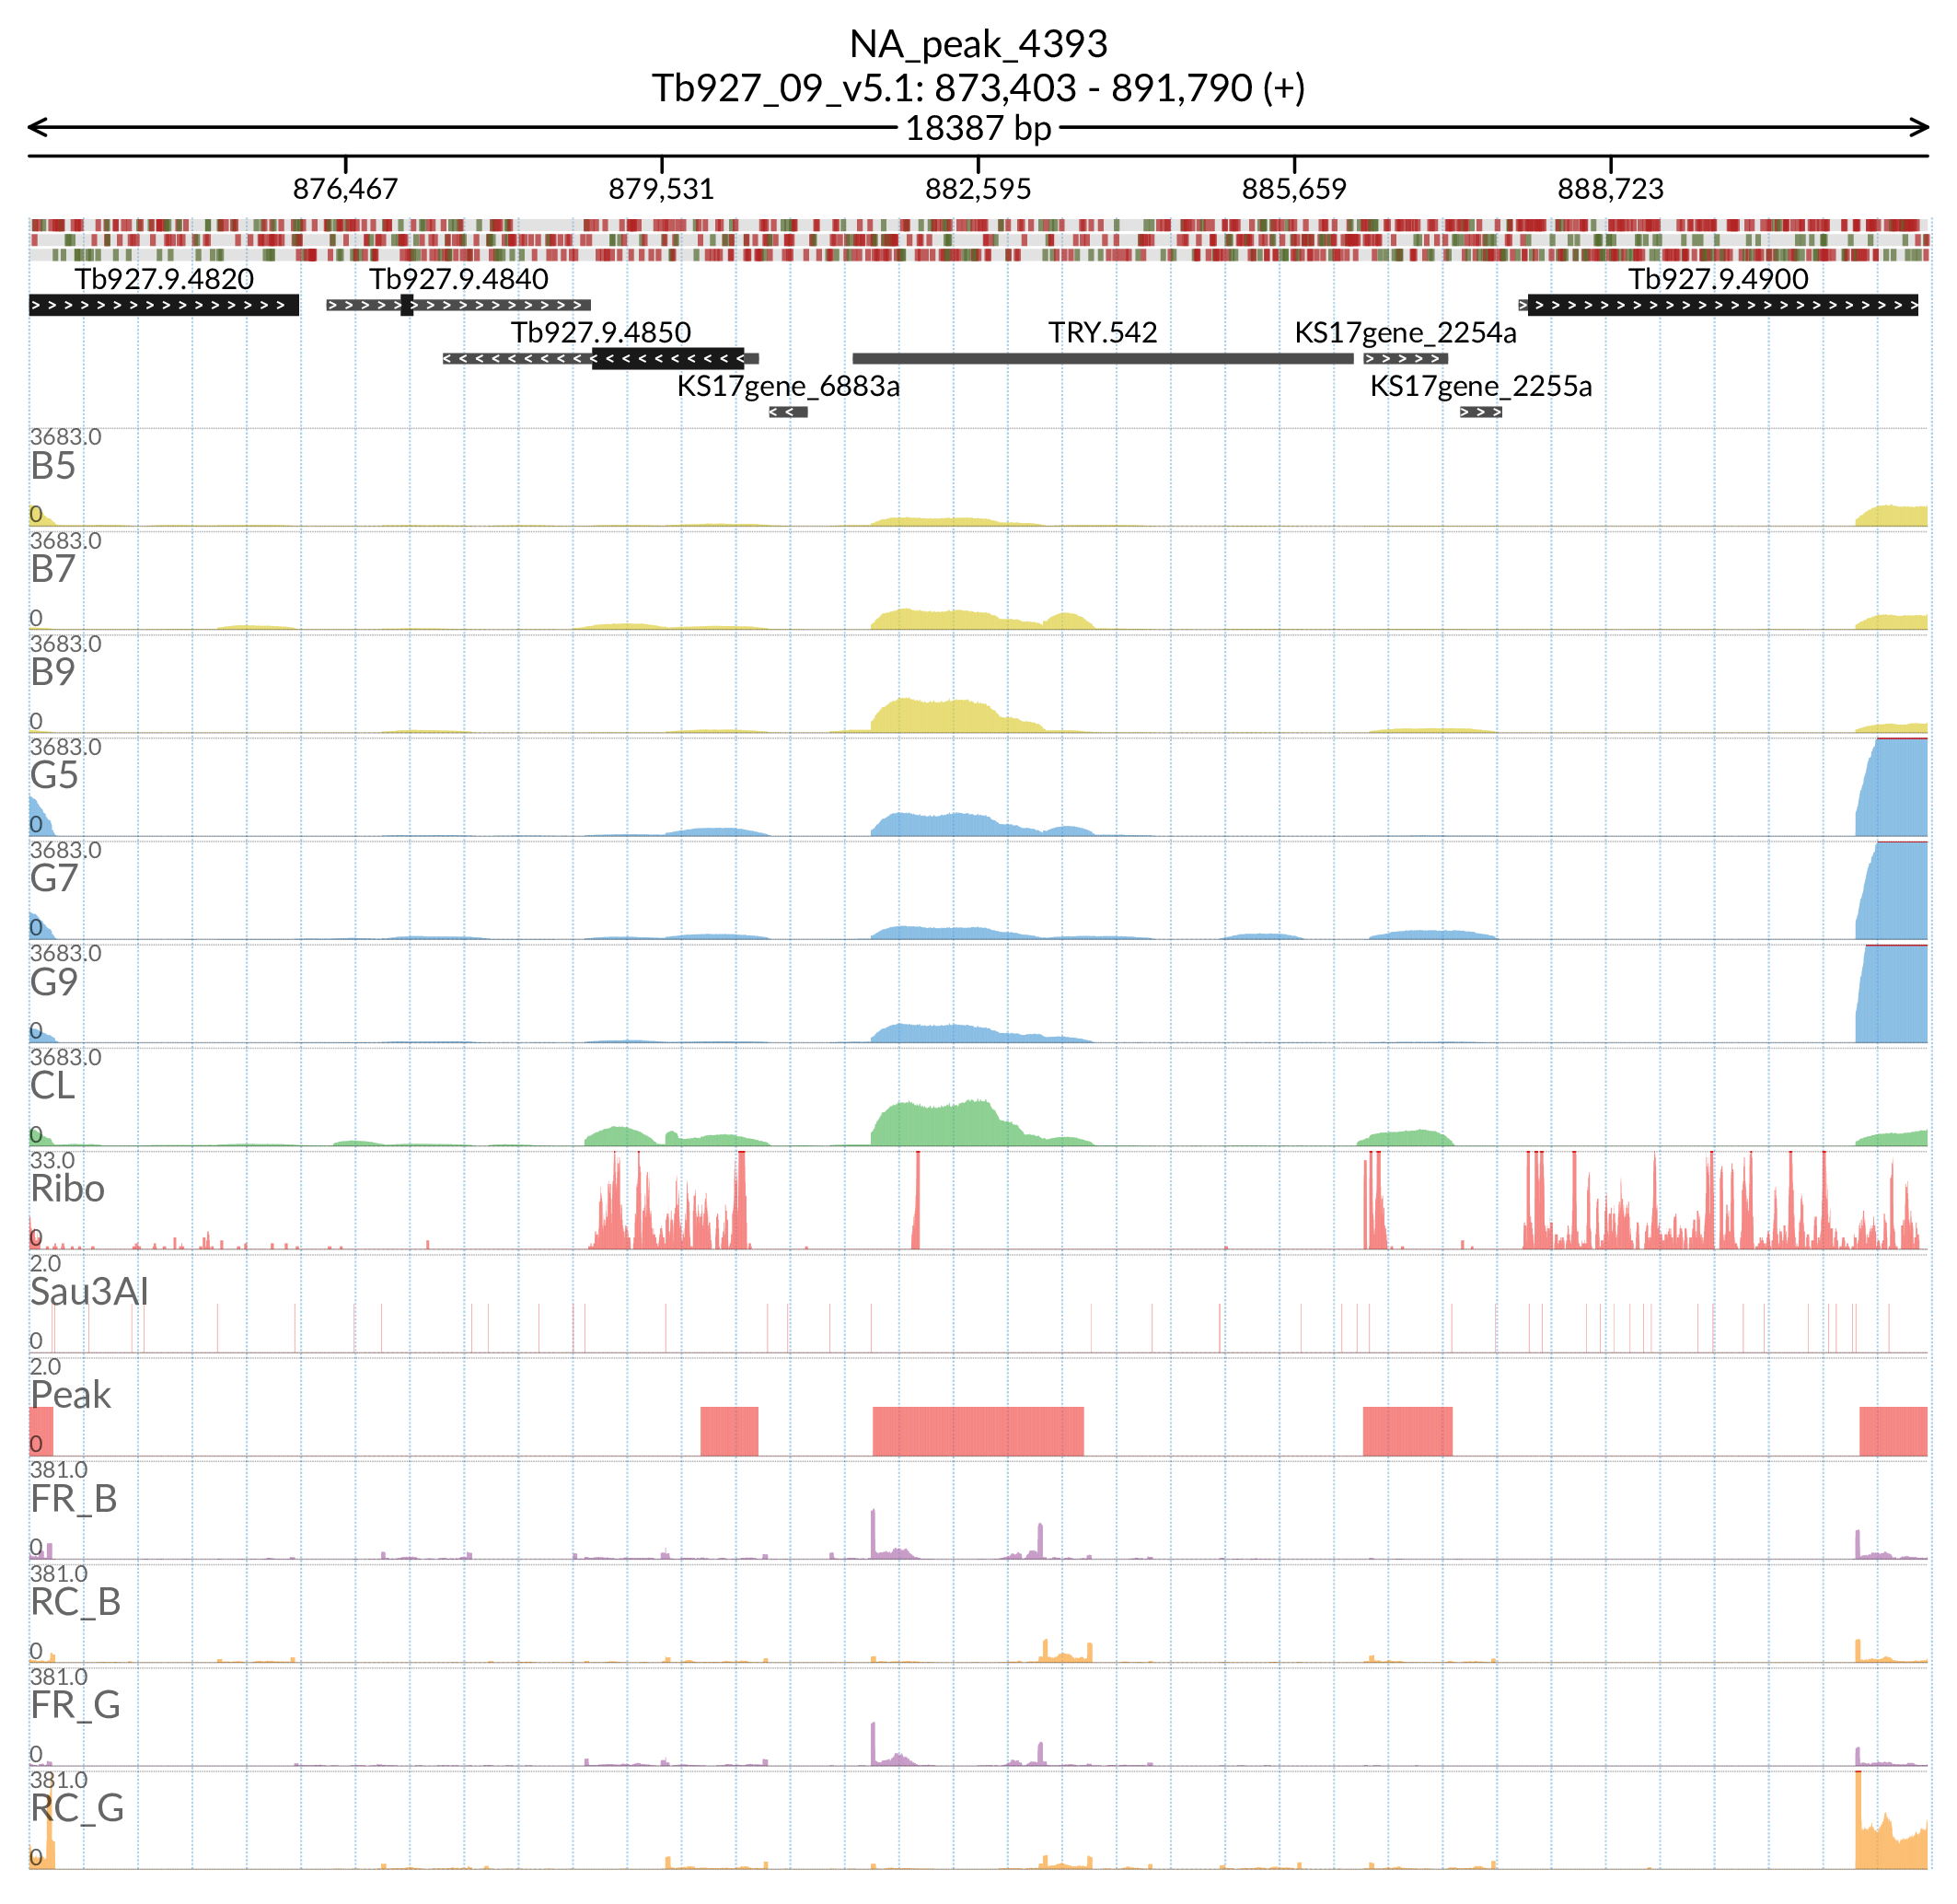 NA_peak_4393
Tb927_09_v5.1: 873,403 - 891,790 (+)
18387 bp
876,467 879,531 882,595 885,659 888,723
Tb927.9.4820 Tb927.9.4840 Tb927.9.4900
Tb927.9.4850 TRY.542 KS17gene_2254a
KS17gene_6883a KS17gene_2255a
3683.0
B5
0
3683.0
B7
0
3683.0
B9
0
3683.0
G5
0
3683.0
G7
0
3683.0
G9
0
3683.0
CL
0
33.0
Ribo
0
2.0
Sau3AI
0
2.0
Peak
0
381.0
FR_B
0
381.0
RC_B
0
381.0
FR_G
0
381.0
RC_G
0